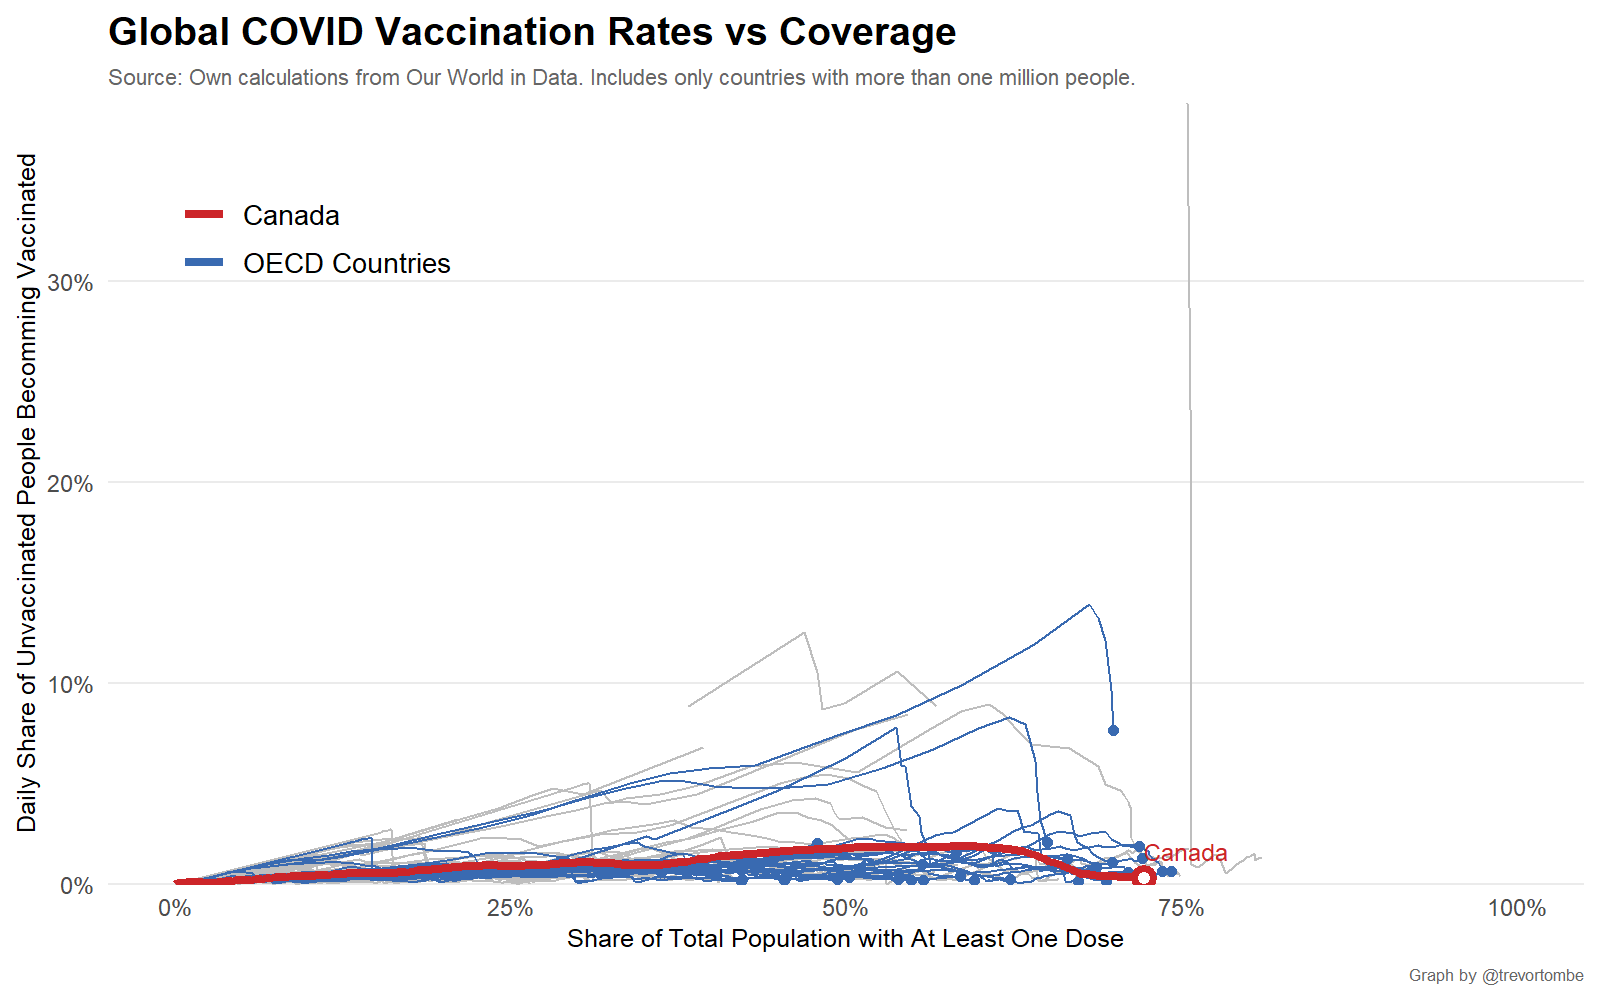 Global COVID Vaccination Rates vs Coverage
Source: Own calculations from Our World in Data. Includes only countries with more than one million people.
Daily Share of Unvaccinated People Becomming Vaccinated
Canada
OECD Countries
30%
20%
10%
0%
Canada
0%
25%
50%
75%
100%
Share of Total Population with At Least One Dose
Graph by @trevortombe